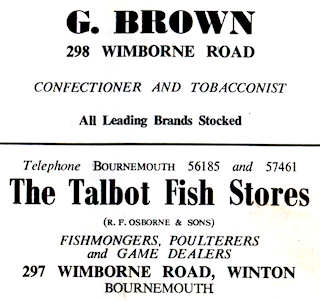 G. BROWN
298 WIMBORNE ROAD
CONFECTIONER AND TOBACCONIST
All Leading Brands Stocked
Telephone BOURNEMOUTH 56185 and 57461
The Talbot Fish Stores
(R. F. OSBORNE & SONS)
FISHMONGERS, POULTERERS
and GAME DEALERS
297 WIMBORNE ROAD, WINTON
BOURNEMOUTH